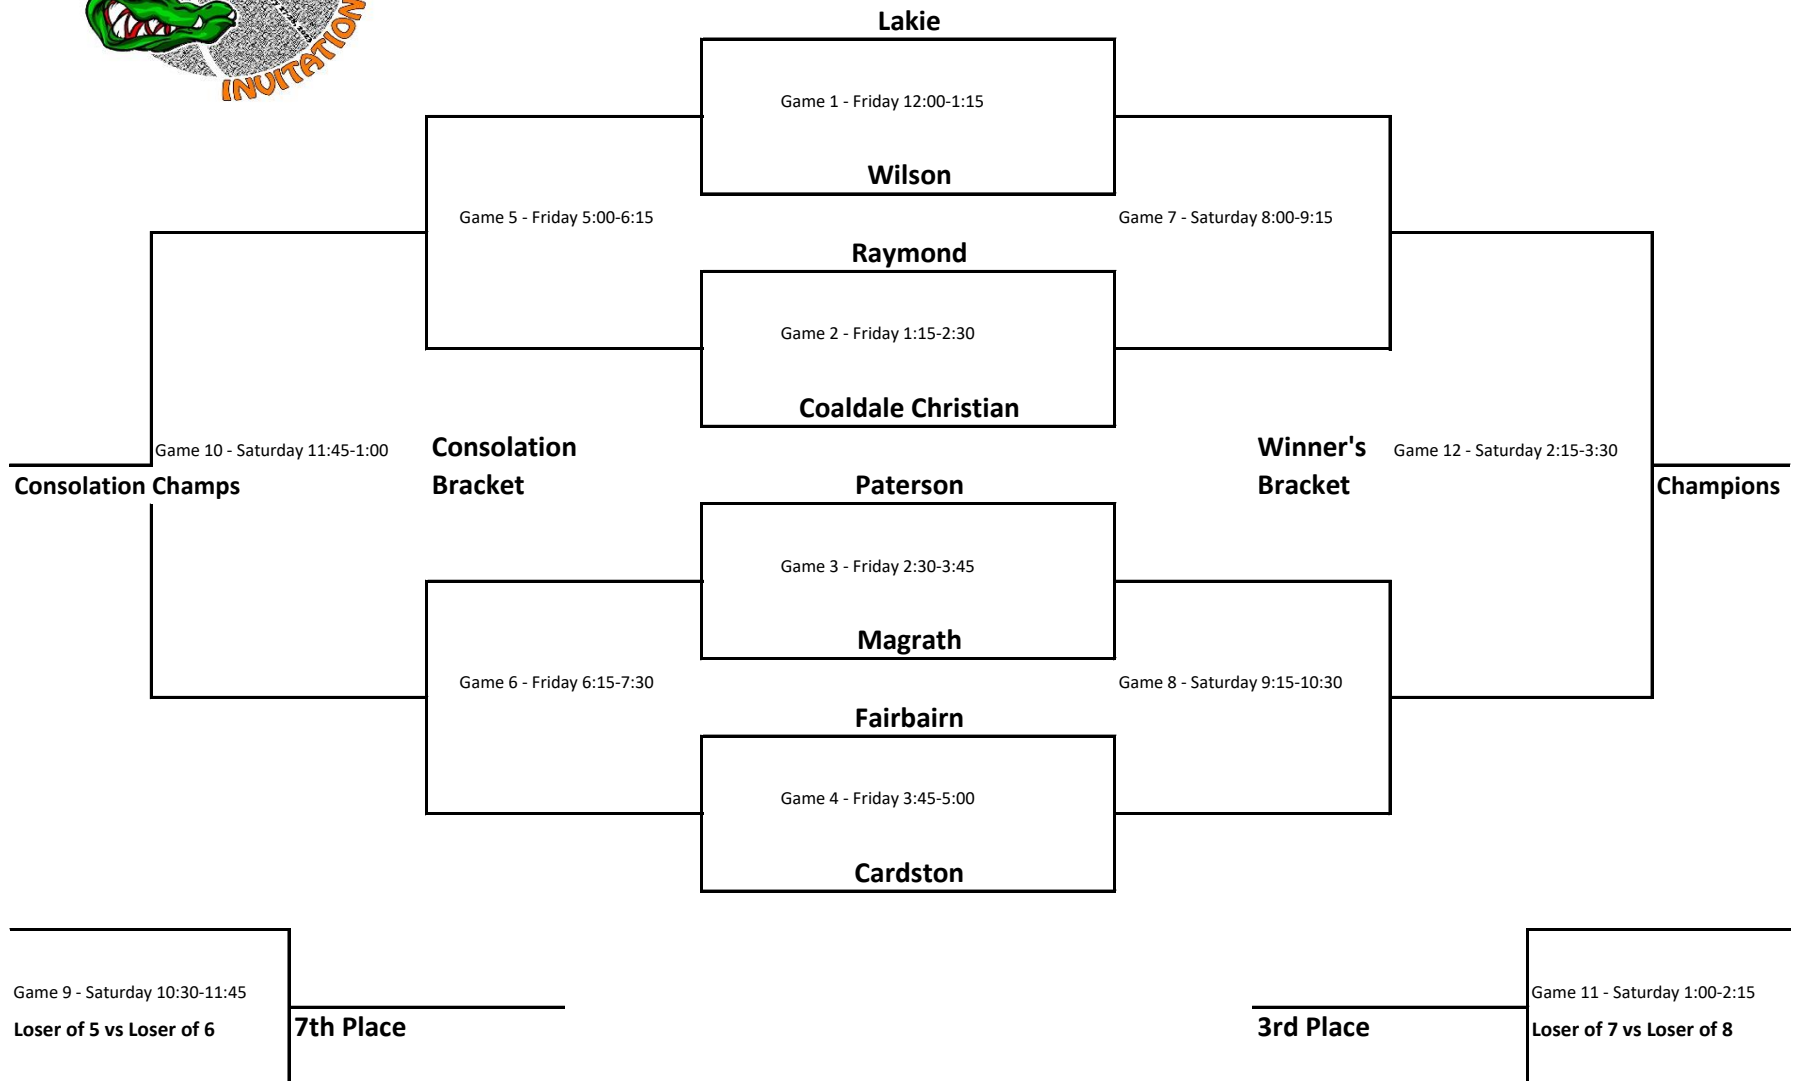 INVITATION
Lakie
Game 1 - Friday 12:00-1:15
Wilson
Game 5 - Friday 5:00-6:15
Game 7 - Saturday 8:00-9:15
Raymond
Game 2 - Friday 1:15-2:30
Coaldale Christian
Game 10 - Saturday 11:45-1:00
Consolation
Bracket
Winner's
Bracket
Game 12 - Saturday 2:15-3:30
Consolation Champs
Paterson
Champions
Game 3 - Friday 2:30-3:45
Magrath
Game 6 - Friday 6:15-7:30
Game 8 - Saturday 9:15-10:30
Fairbairn
Game 4 - Friday 3:45-5:00
Cardston
Game 9 - Saturday 10:30-11:45
Loser of 5 vs Loser of 6
7th Place
3rd Place
Game 11 - Saturday 1:00-2:15
Loser of 7 vs Loser of 8